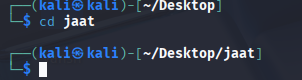 ┌──(kali㉿kali)-[~/Desktop]
└─$ cd jaat
┌──(kali㉿kali)-[~/Desktop/jaat]
└─$